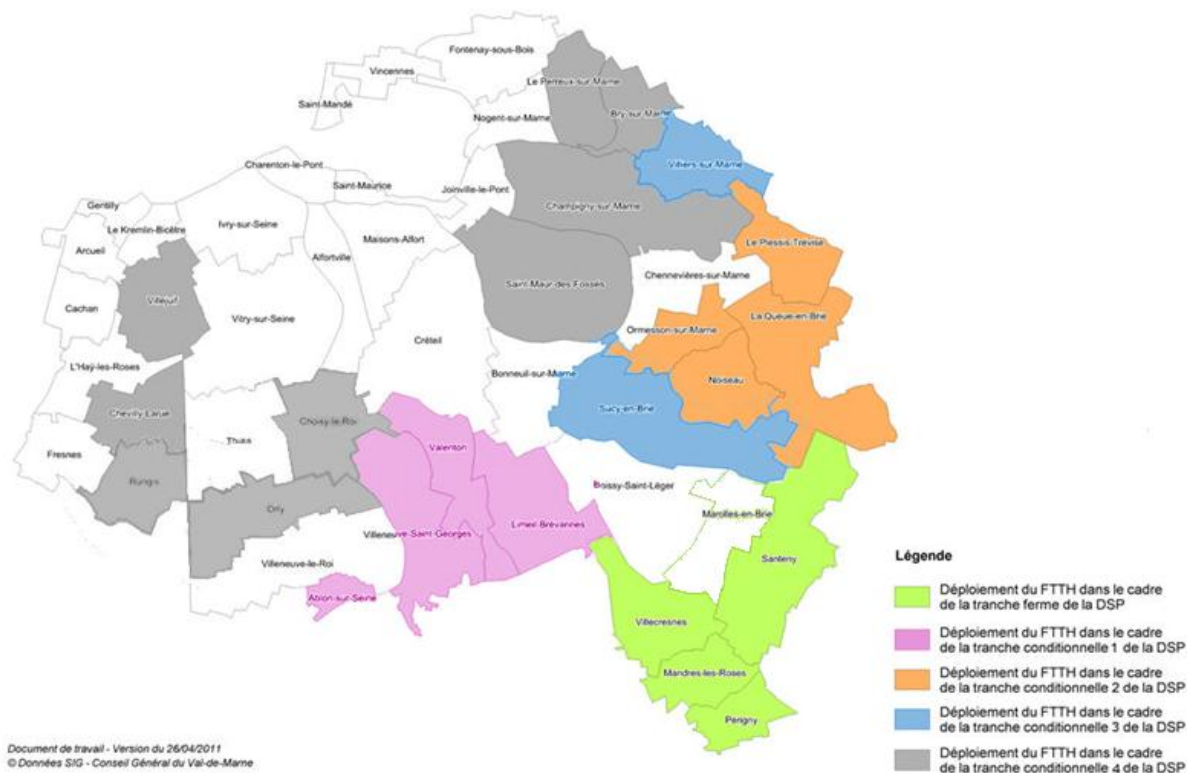 Fontenay-sous-Bois
Vincennes
Le Perreux-sur-Marne
Saint-Mandé
Bry-sur-Marne
Nogent-sur-Marne
Villiers-sur-Marne
Charenton-le-Pont
Saint-Maurice
Joinville-le-Pont
Champigny-sur-Marne
Gentilly
Le Kremlin-Bicêtre
Ivry-sur-Seine
Maisons-Alfort
Arcueil
Alfortville
Le Plessis-Trévise
Chennevières-sur-Marne
Saint-Maur-des-Fossés
Cachan
Villejuif
Vitry-sur-Seine
La Queue-en-Brie
Ormesson-sur-Marne
Créteil
L'Haÿ-les-Roses
Bonneuil-sur-Marne
Noiseau
Chevilly-Larue
Choisy-le-Roi
Sucy-en-Brie
Thiais
Valenton
Fresnes
Rungis
Boissy-Saint-Léger
Orly
Marolles-en-Brie
Limeil-Brévannes
Villeneuve-Saint-Georges
Villeneuve-le-Roi
Santeny
Ablon-sur-Seine
Villecresnes
Mandres-les-Roses
Périgny
Légende
Déploiement du FTTH dans le cadre
de la tranche ferme de la DSP
Déploiement du FTTH dans le cadre
de la tranche conditionnelle 1 de la DSP
Déploiement du FTTH dans le cadre
de la tranche conditionnelle 2 de la DSP
Déploiement du FTTH dans le cadre
de la tranche conditionnelle 3 de la DSP
Déploiement du FTTH dans le cadre
de la tranche conditionnelle 4 de la DSP
Document de travail - Version du 26/04/2011
© Données SIG - Conseil Général du Val-de-Marne